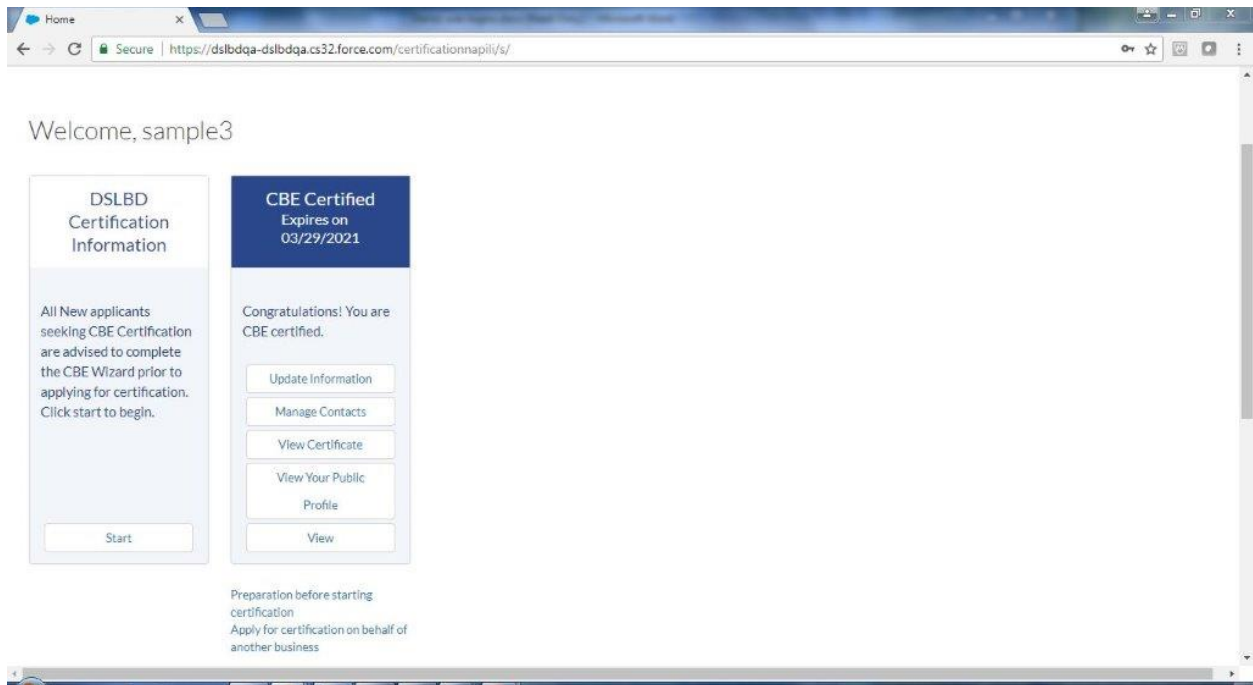 Home
Secure | https://dslbdqa-dslbdqa.cs32.force.com/certificationnapili/s/
Welcome, sample3
DSLBD
Certification
Information
All New applicants
seeking CBE Certification
are advised to complete
the CBE Wizard prior to
applying for certification.
Click start to begin.
Start
CBE Certified
Expires on
03/29/2021
Congratulations! You are
CBE certified.
Update Information
Manage Contacts
View Certificate
View Your Public
Profile
View
Preparation before starting
certification
Apply for certification on behalf of
another business